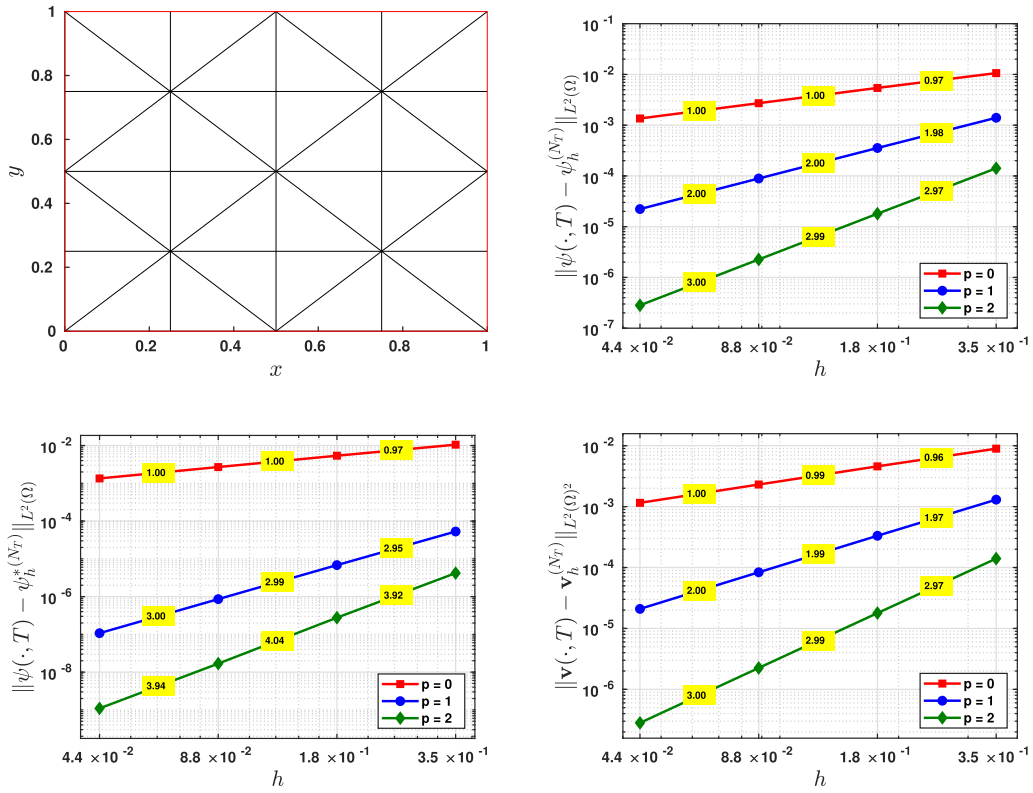 1
0.8
0.6
0.4
0.2
0
y
0 0.2 0.4 0.6 0.8 1
x
10^-1
10^-2
10^-3
10^-4
10^-5
10^-6
10^-7
||ψ(·, T) − ψ_h^(N_T)||_{L²(Ω)}
1.00 1.00 0.97
2.00 2.00 1.98
3.00 2.99 2.97
p = 0
p = 1
p = 2
4.4 ×10^-2 8.8 ×10^-2 1.8 ×10^-1 3.5 ×10^-1
h
10^-2
10^-4
10^-6
10^-8
||ψ(·, T) − ψ_h^{*(N_T)}||_{L²(Ω)}
1.00 1.00 0.97
3.00 2.99 2.95
3.94 4.04 3.92
p = 0
p = 1
p = 2
4.4 ×10^-2 8.8 ×10^-2 1.8 ×10^-1 3.5 ×10^-1
h
10^-2
10^-3
10^-4
10^-5
10^-6
||v(·, T) − v_h^(N_T)||_{L²(Ω)²}
1.00 0.99 0.96
2.00 1.99 1.97
3.00 2.99 2.97
p = 0
p = 1
p = 2
4.4 ×10^-2 8.8 ×10^-2 1.8 ×10^-1 3.5 ×10^-1
h